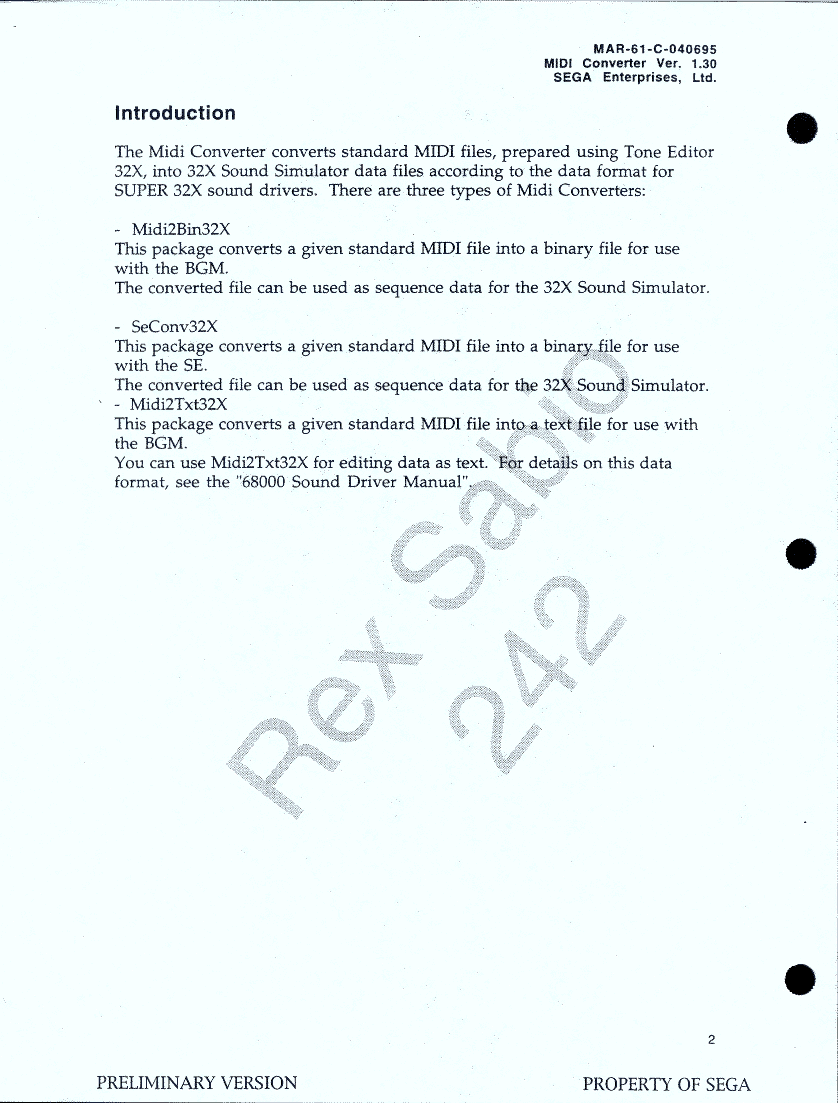 MAR-61-C-040695
MIDI Converter Ver. 1.30
SEGA Enterprises, Ltd.
Introduction
The Midi Converter converts standard MIDI files, prepared using Tone Editor
32X, into 32X Sound Simulator data files according to the data format for
SUPER 32X sound drivers. There are three types of Midi Converters:
- Midi2Bin32X
This package converts a given standard MIDI file into a binary file for use
with the BGM.
The converted file can be used as sequence data for the 32X Sound Simulator.
- SeConv32X
This package converts a given standard MIDI file into a binary file for use
with the SE.
The converted file can be used as sequence data for the 32X Sound Simulator.
- Midi2Txt32X
This package converts a given standard MIDI file into a text file for use with
the BGM.
You can use Midi2Txt32X for editing data as text. For details on this data
format, see the "68000 Sound Driver Manual".
Rex Sabio
242
2
PRELIMINARY VERSION
PROPERTY OF SEGA